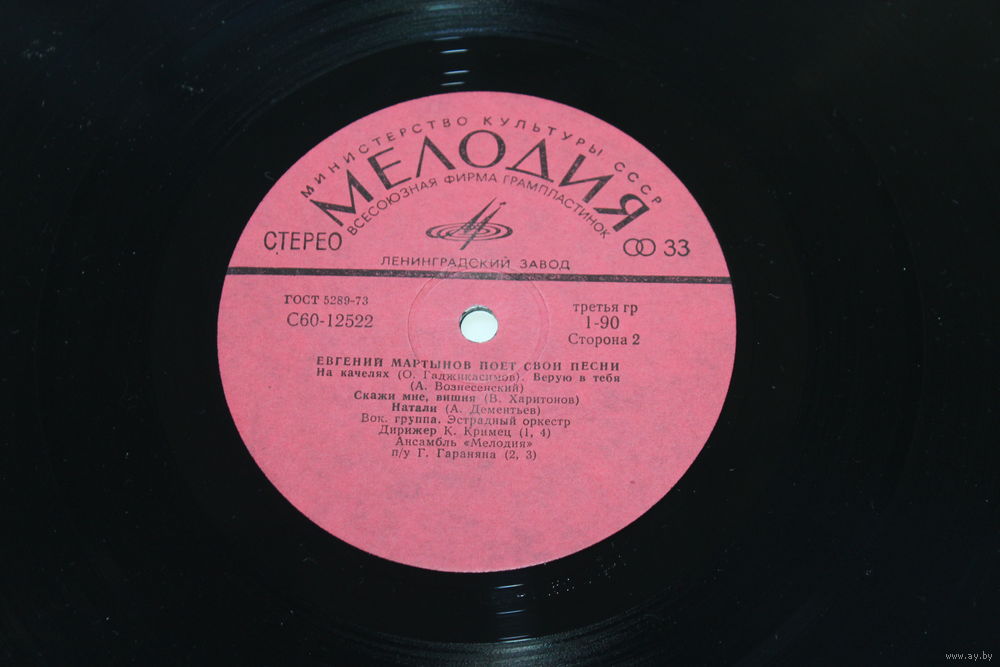 МИНИСТЕРСТВО КУЛЬТУРЫ СССР
МЕЛОДИЯ
ВСЕСОЮЗНАЯ ФИРМА ГРАМПЛАСТИНОК
СТЕРЕО
33
ЛЕНИНГРАДСКИЙ ЗАВОД
ГОСТ 5289-73
С60-12522
третья гр
1-90
Сторона 2
ЕВГЕНИЙ МАРТЫНОВ ПОЕТ СВОИ ПЕСНИ
На качелях (О. Гаджикасимов). Верую в тебя
(А. Вознесенский)
Скажи мне, вишня (В. Харитонов)
Натали (А. Дементьев)
Вок. группа. Эстрадный оркестр
Дирижер К. Кримец (1, 4)
Ансамбль «Мелодия»
п/у Г. Гараняна (2, 3)
www.ay.by